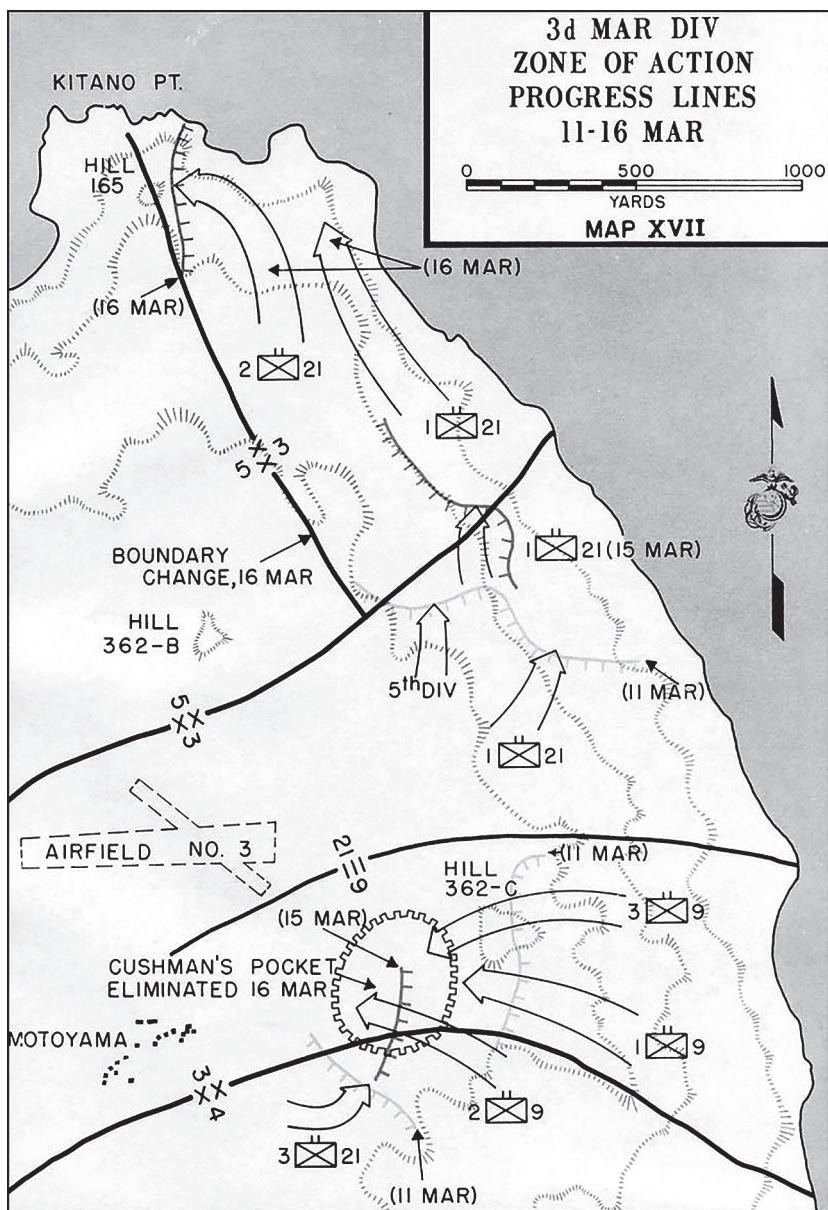 3d MAR DIV
ZONE OF ACTION
PROGRESS LINES
11-16 MAR
0 500 1000
YARDS
MAP XVII
KITANO PT.
HILL
165
(16 MAR)
(16 MAR)
2 21
1 21
5 XX 3
1 21 (15 MAR)
BOUNDARY
CHANGE, 16 MAR
HILL
362-B
5th DIV
(11 MAR)
5 XX 3
1 21
AIRFIELD NO. 3
21 III 9
HILL
362-C
(11 MAR)
3 9
(15 MAR)
CUSHMAN'S POCKET
ELIMINATED 16 MAR
MOTOYAMA
1 9
3 XX 4
2 9
3 21
(11 MAR)